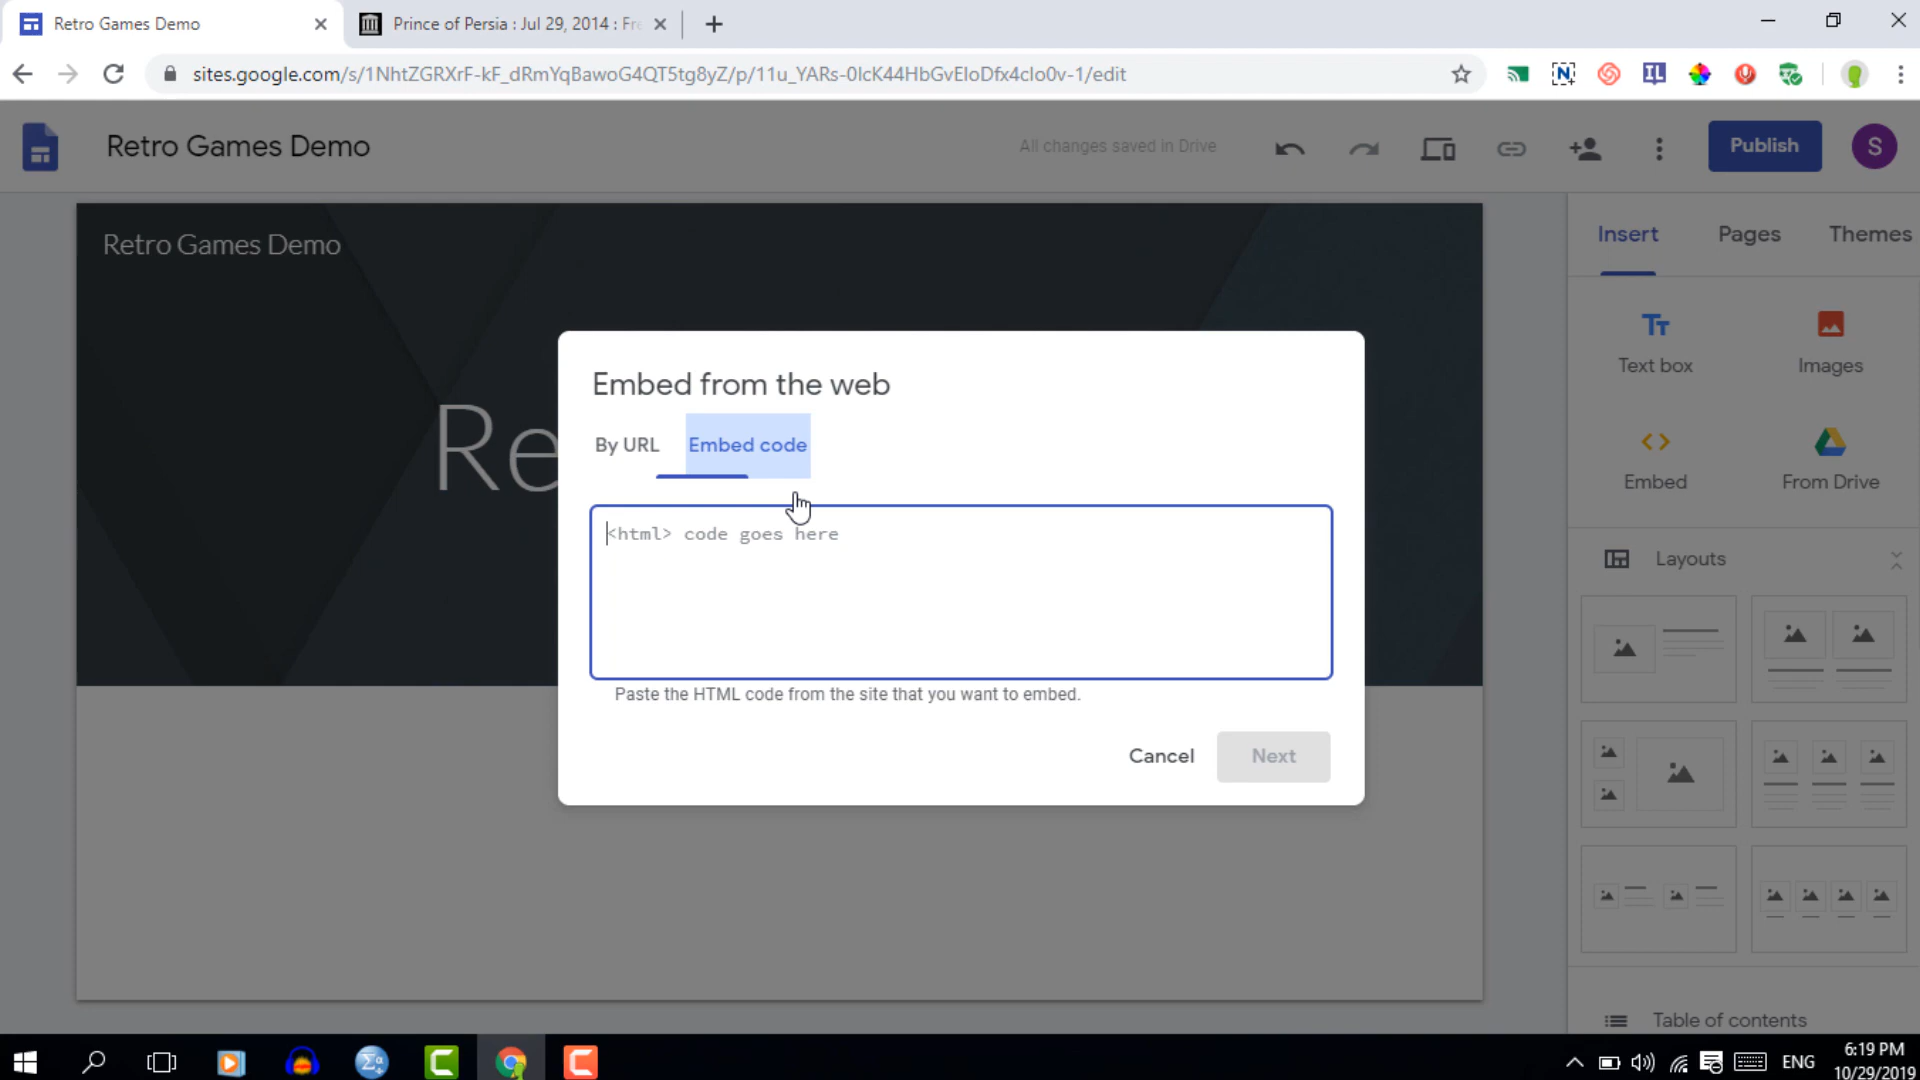 Retro Games Demo
Prince of Persia : Jul 29, 2014 : Fre
sites.google.com/s/1NhtZGRXrF-kF_dRmYqBawoG4QT5tg8yZ/p/11u_YARs-0lcK44HbGvEIoDfx4clo0v-1/edit
Retro Games Demo
All changes saved in Drive
Publish
S
Retro Games Demo
Re
Insert
Pages
Themes
Text box
Images
Embed
From Drive
Layouts
Table of contents
Embed from the web
By URL
Embed code
<html> code goes here
Paste the HTML code from the site that you want to embed.
Cancel
Next
ENG
6:19 PM
10/29/2019